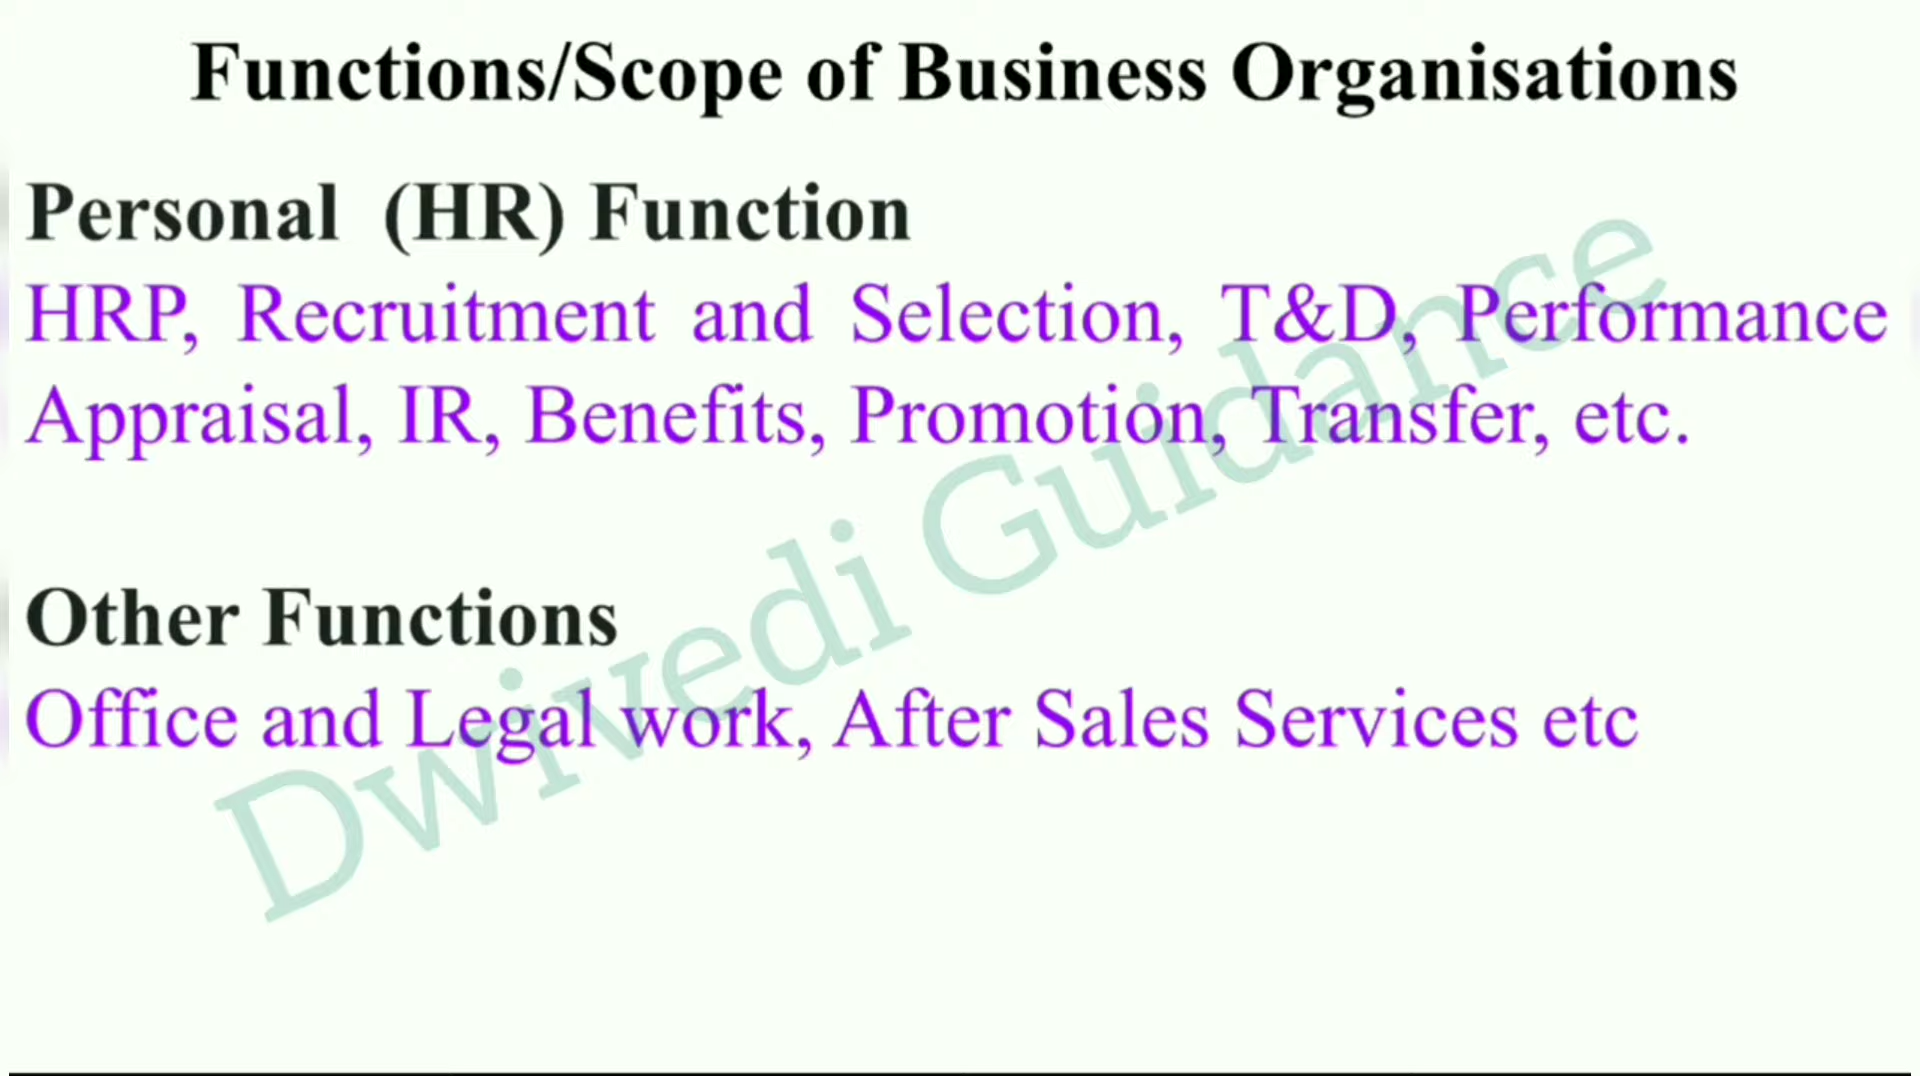 Functions/Scope of Business Organisations
Personal (HR) Function
HRP, Recruitment and Selection, T&D, Performance
Appraisal, IR, Benefits, Promotion, Transfer, etc.
Other Functions
Office and Legal work, After Sales Services etc
Dwivedi Guidance